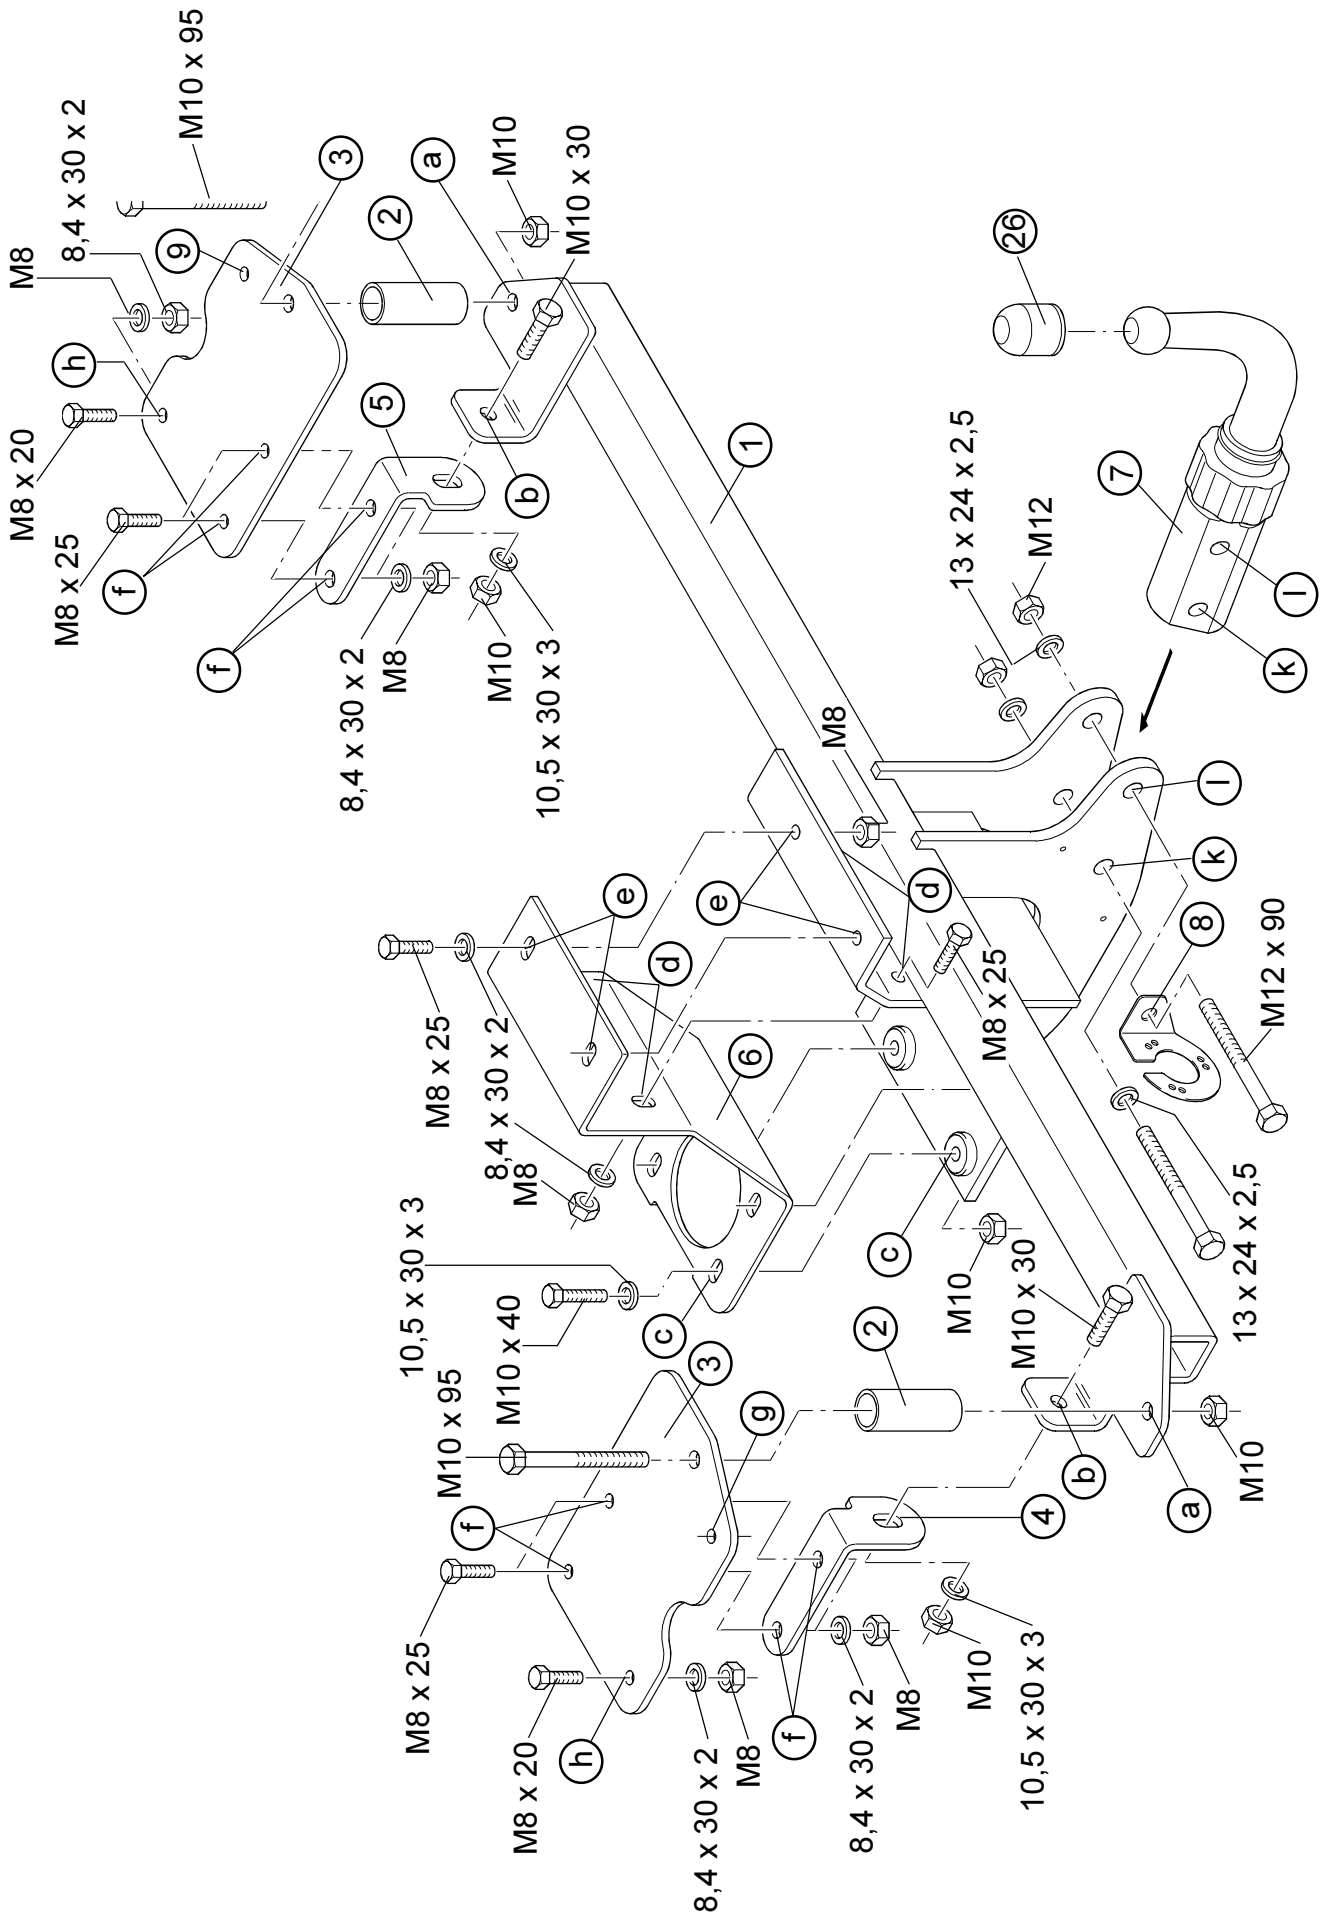 M10 x 95
8,4 x 30 x 2
M8
9
3
h
M8 x 20
M8 x 25
f
f
5
2
a
M10
M10 x 30
b
8,4 x 30 x 2
M8
M10
10,5 x 30 x 3
1
26
7
l
k
13 x 24 x 2,5
M12
M8
e
e
d
d
l
k
8
M12 x 90
M8 x 25
8,4 x 30 x 2
M8
6
M8 x 25
c
c
10,5 x 30 x 3
M10 x 40
M10 x 95
3
g
2
M10
M10 x 30
13 x 24 x 2,5
b
a
M10
4
f
M8 x 25
M8 x 20
h
8,4 x 30 x 2
M8
f
8,4 x 30 x 2
M8
M10
10,5 x 30 x 3